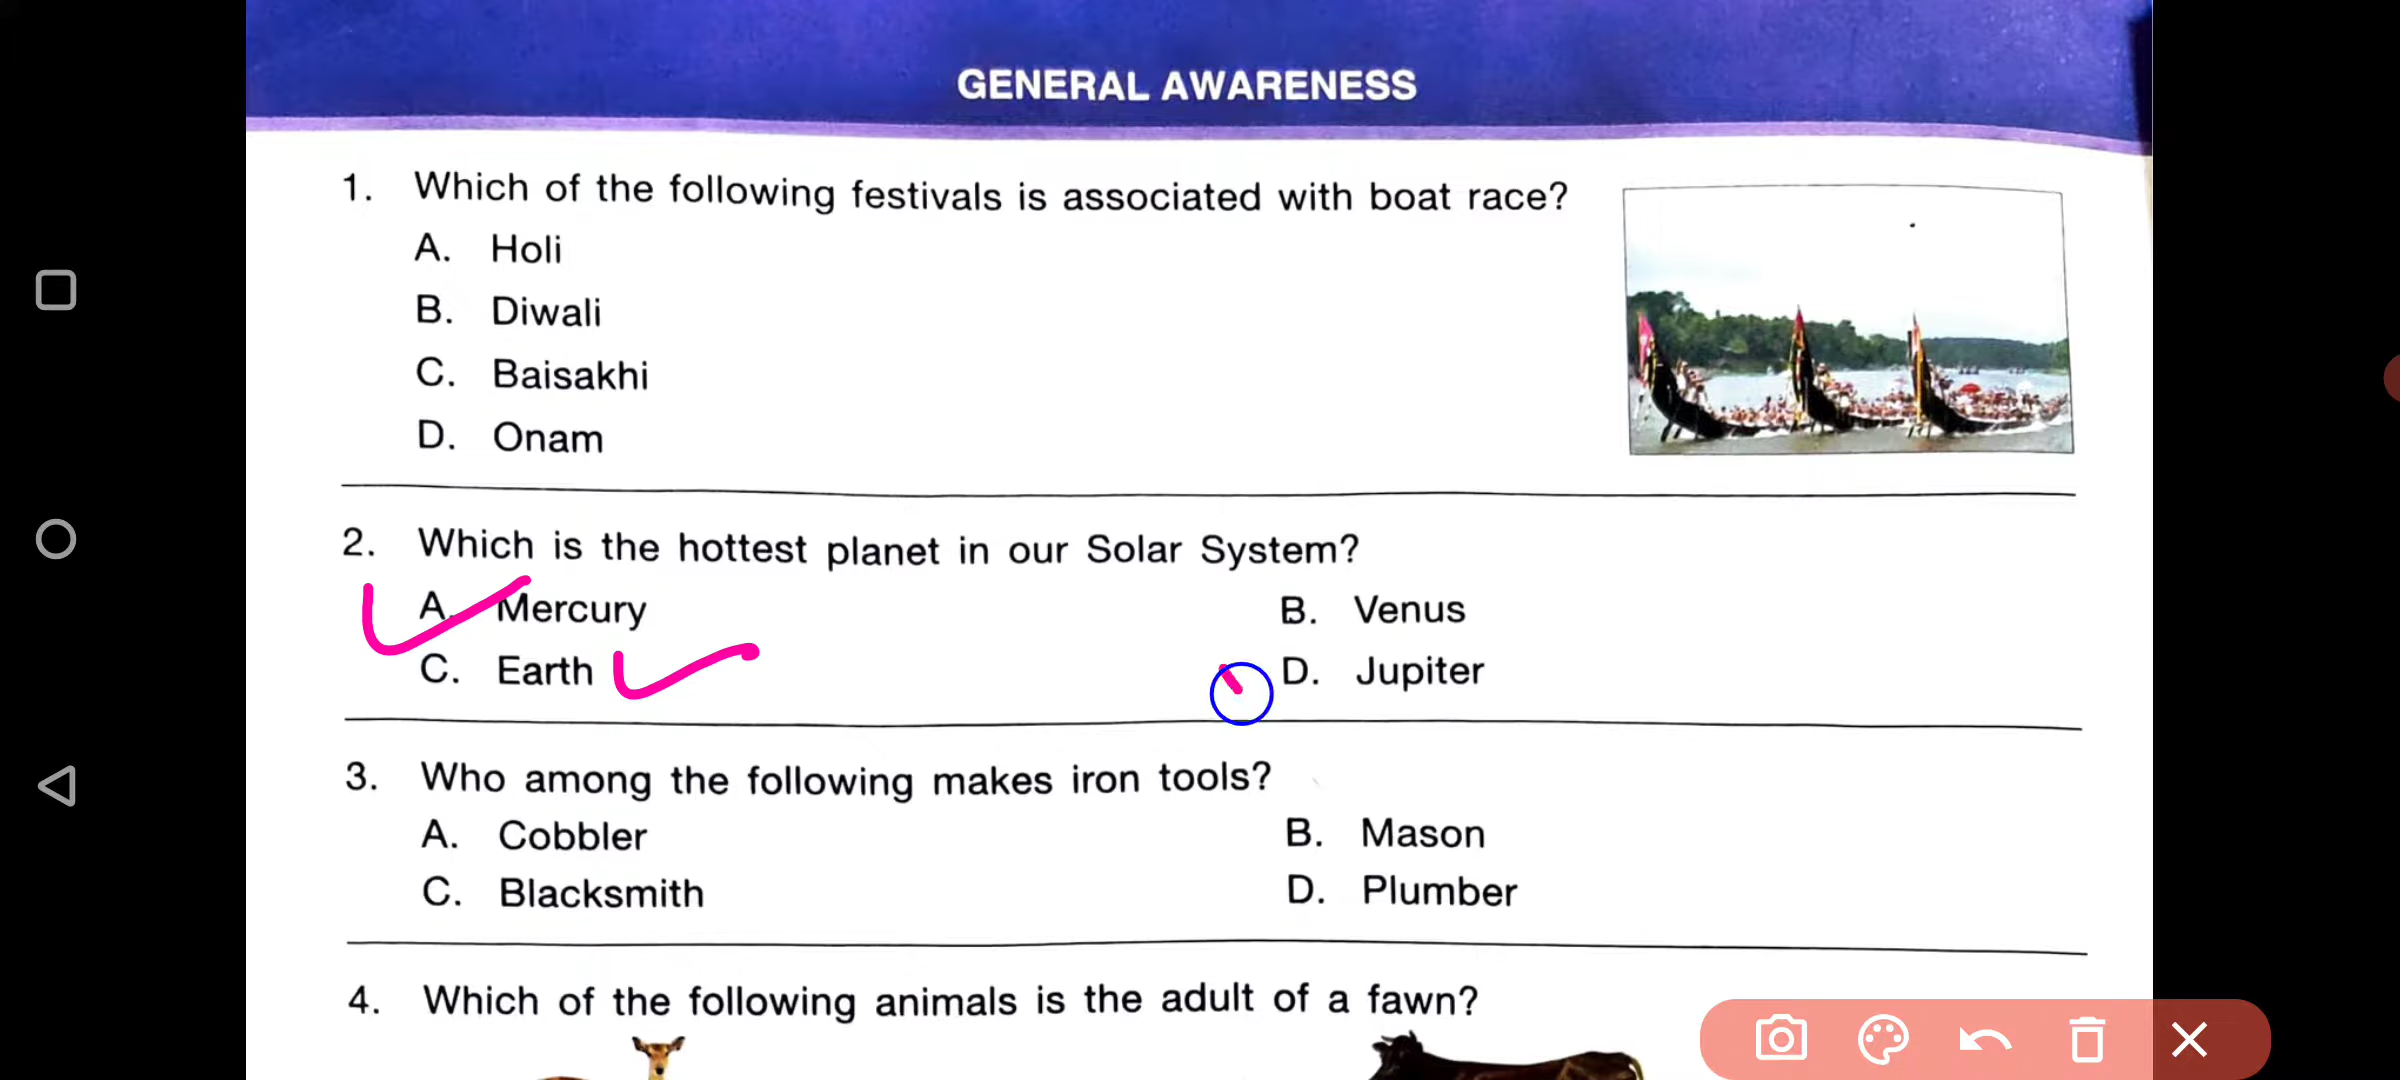 GENERAL AWARENESS
1. Which of the following festivals is associated with boat race?
A. Holi
B. Diwali
C. Baisakhi
D. Onam
2. Which is the hottest planet in our Solar System?
A. Mercury
B. Venus
C. Earth
D. Jupiter
3. Who among the following makes iron tools?
A. Cobbler
B. Mason
C. Blacksmith
D. Plumber
4. Which of the following animals is the adult of a fawn?